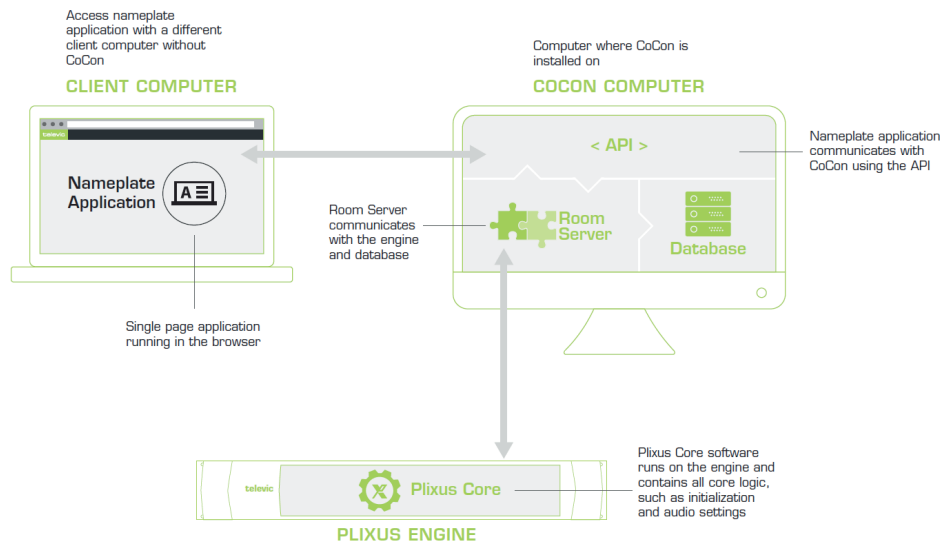 Access nameplate
application with a different
client computer without
CoCon
CLIENT COMPUTER
Computer where CoCon is
installed on
COCON COMPUTER
televic
Nameplate
Application
A
< API >
Nameplate application
communicates with
CoCon using the API
Room Server
communicates
with the engine
and database
Room
Server
Database
Single page application
running in the browser
televic
X
Plixus Core
Plixus Core software
runs on the engine and
contains all core logic,
such as initialization
and audio settings
PLIXUS ENGINE